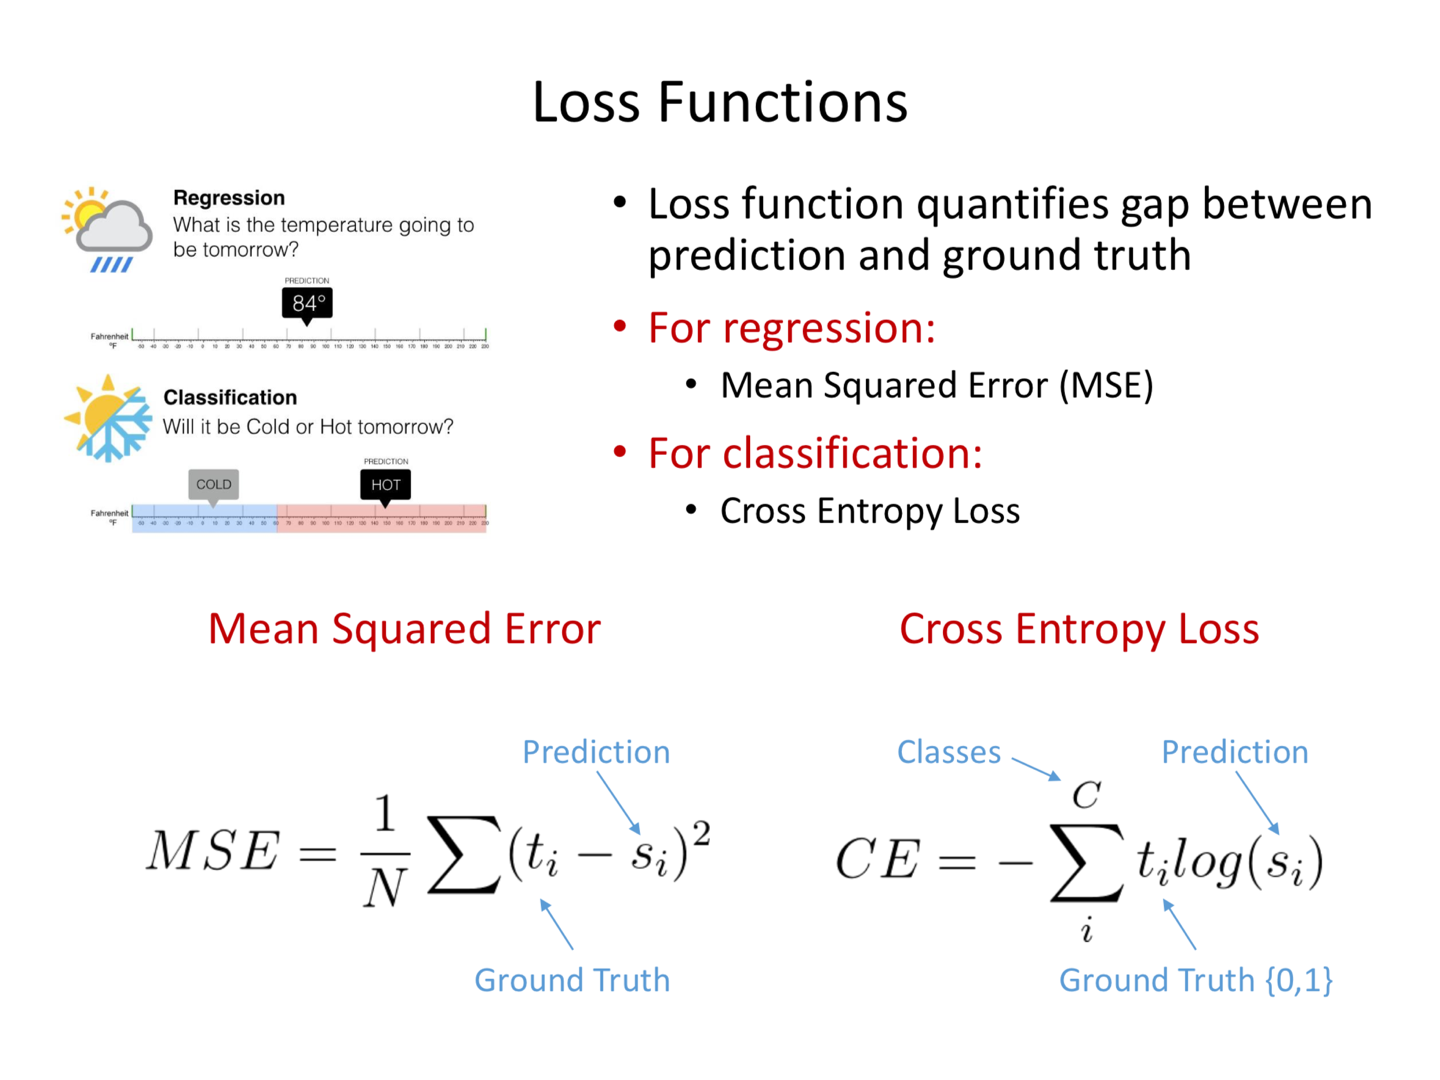 Loss Functions
Regression
What is the temperature going to
be tomorrow?
PREDICTION
84°
Fahrenheit
°F
Classification
Will it be Cold or Hot tomorrow?
PREDICTION
COLD
HOT
Fahrenheit
°F
• Loss function quantifies gap between
prediction and ground truth
• For regression:
• Mean Squared Error (MSE)
• For classification:
• Cross Entropy Loss
Mean Squared Error
Prediction
MSE = 1/N ∑(t_i − s_i)^2
Ground Truth
Cross Entropy Loss
Classes
Prediction
CE = − ∑_i^C t_i log(s_i)
Ground Truth {0,1}